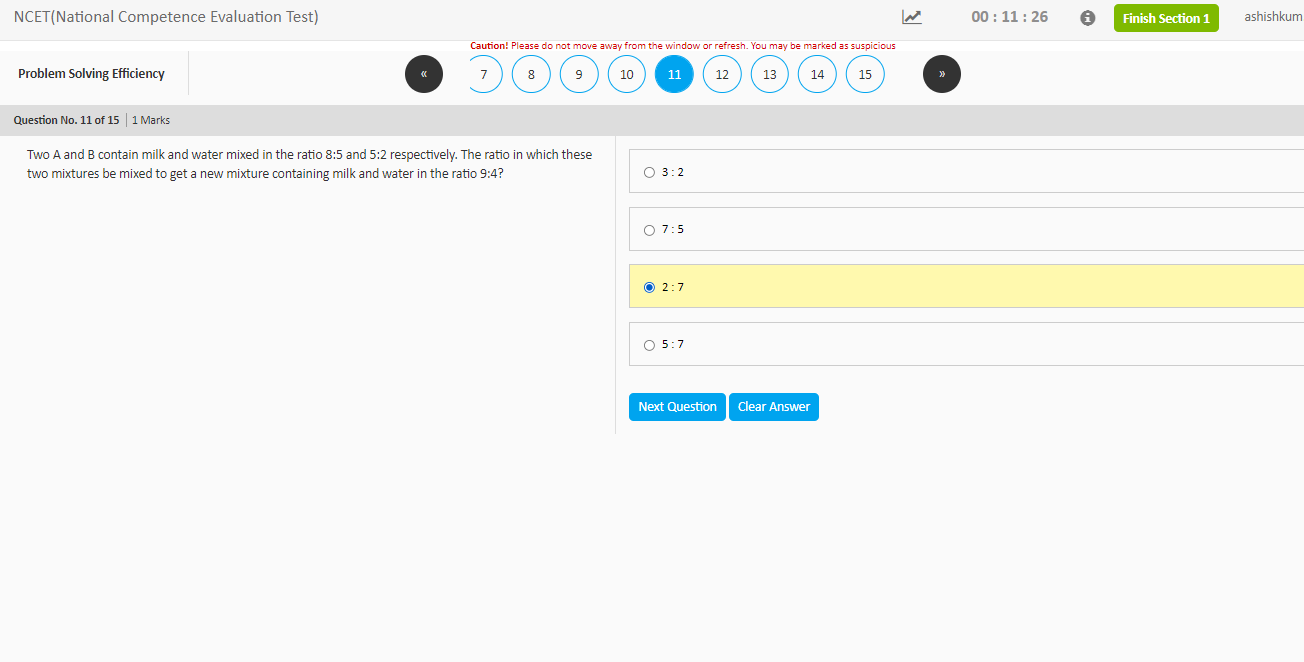 NCET(National Competence Evaluation Test)
00 : 11 : 26
Finish Section 1
ashishkum
Caution! Please do not move away from the window or refresh. You may be marked as suspicious
Problem Solving Efficiency
« 7 8 9 10 11 12 13 14 15 »
Question No. 11 of 15 | 1 Marks
Two A and B contain milk and water mixed in the ratio 8:5 and 5:2 respectively. The ratio in which these
two mixtures be mixed to get a new mixture containing milk and water in the ratio 9:4?
3 : 2
7 : 5
2 : 7
5 : 7
Next Question
Clear Answer